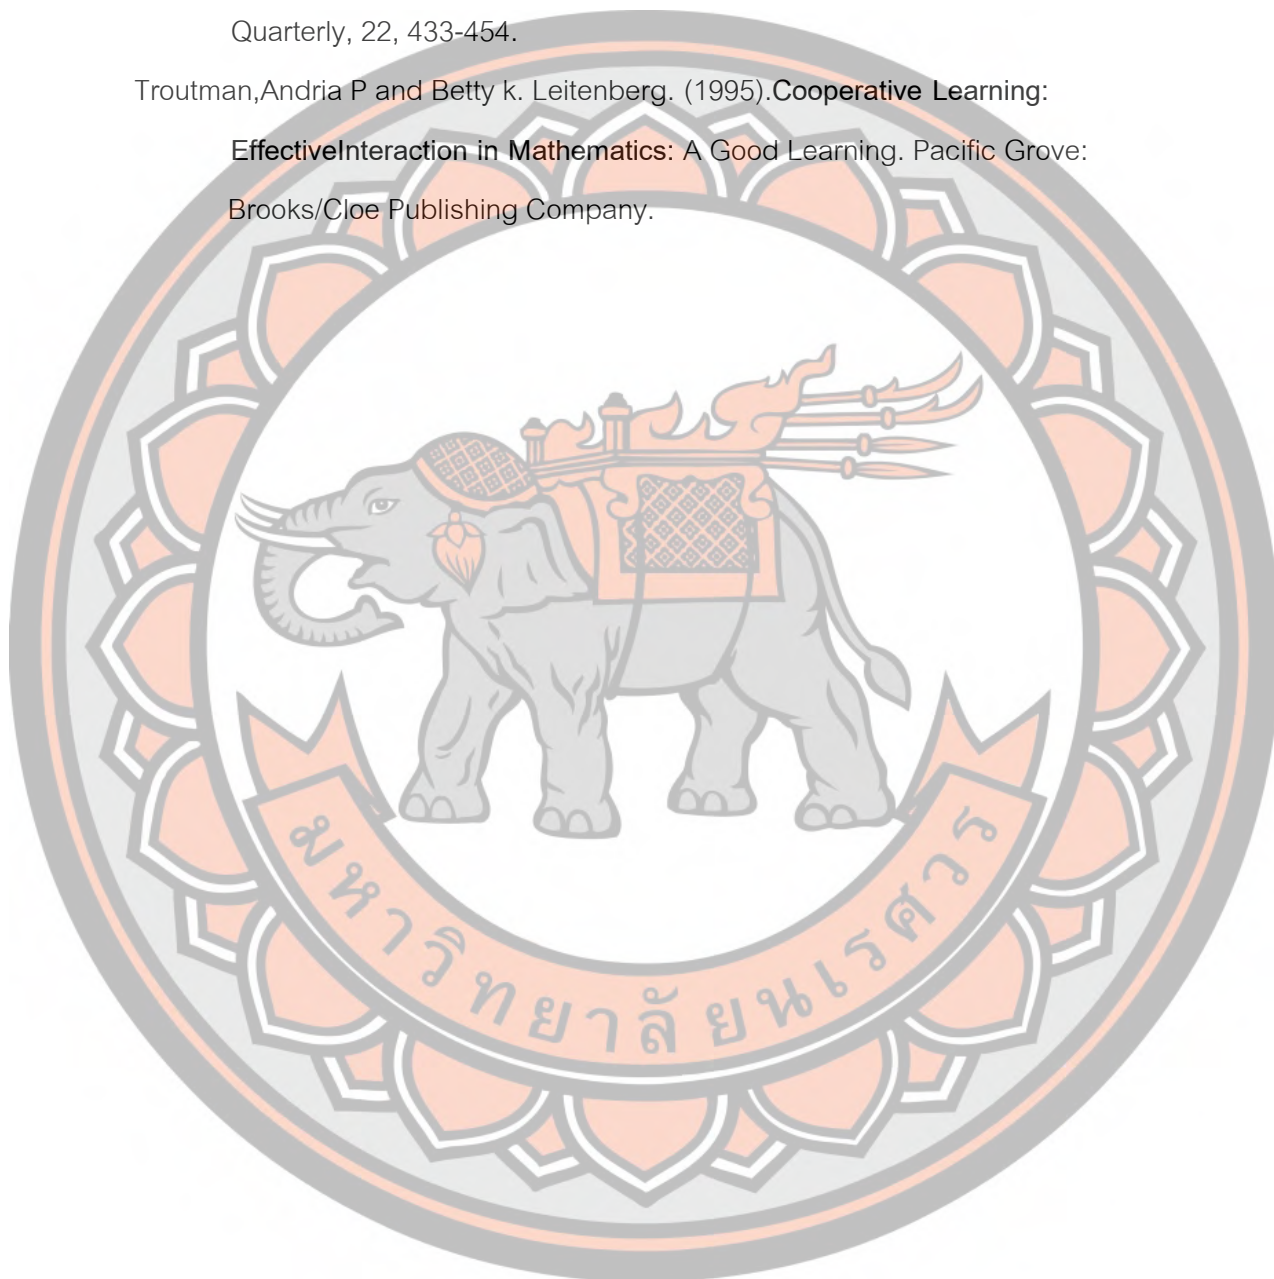 Quarterly, 22, 433-454.
Troutman,Andria P and Betty k. Leitenberg. (1995).Cooperative Learning:
EffectiveInteraction in Mathematics: A Good Learning. Pacific Grove:
Brooks/Cloe Publishing Company.
มหาวิทยาลัยนเรศวร